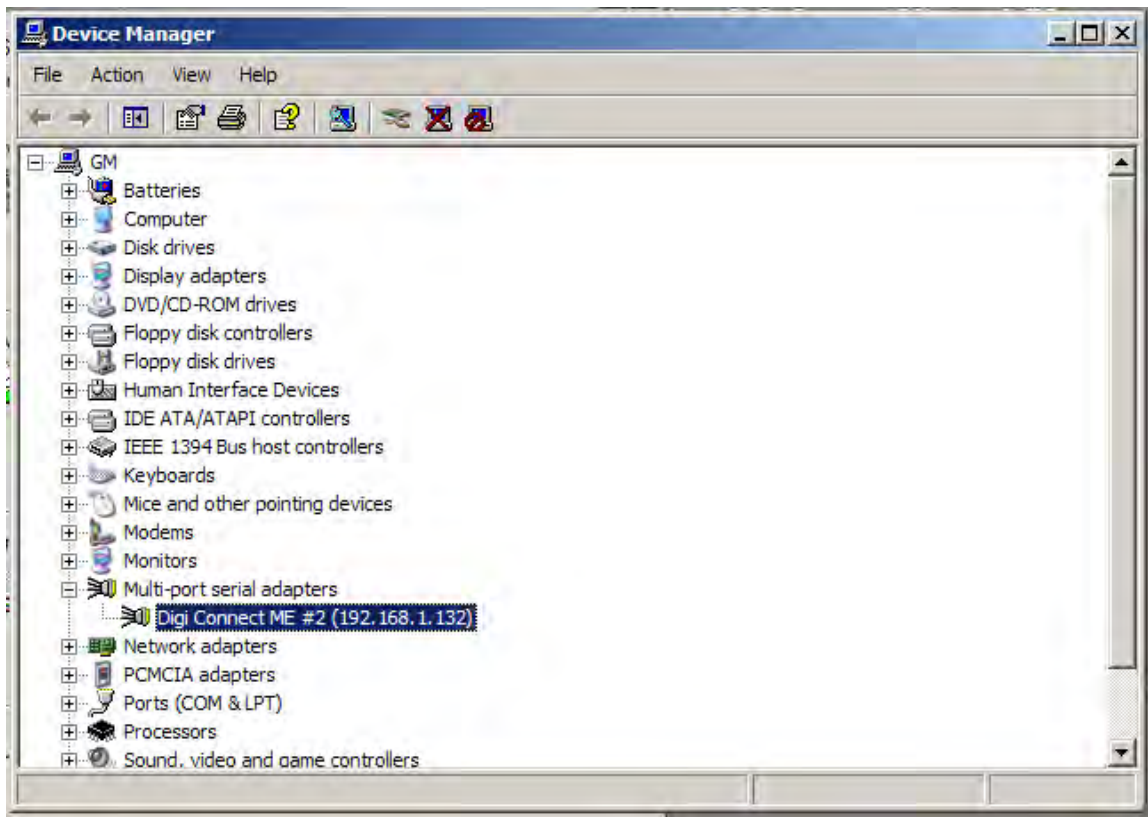 Device Manager
File Action View Help
GM
Batteries
Computer
Disk drives
Display adapters
DVD/CD-ROM drives
Floppy disk controllers
Floppy disk drives
Human Interface Devices
IDE ATA/ATAPI controllers
IEEE 1394 Bus host controllers
Keyboards
Mice and other pointing devices
Modems
Monitors
Multi-port serial adapters
Digi Connect ME #2 (192.168.1.132)
Network adapters
PCMCIA adapters
Ports (COM & LPT)
Processors
Sound, video and game controllers